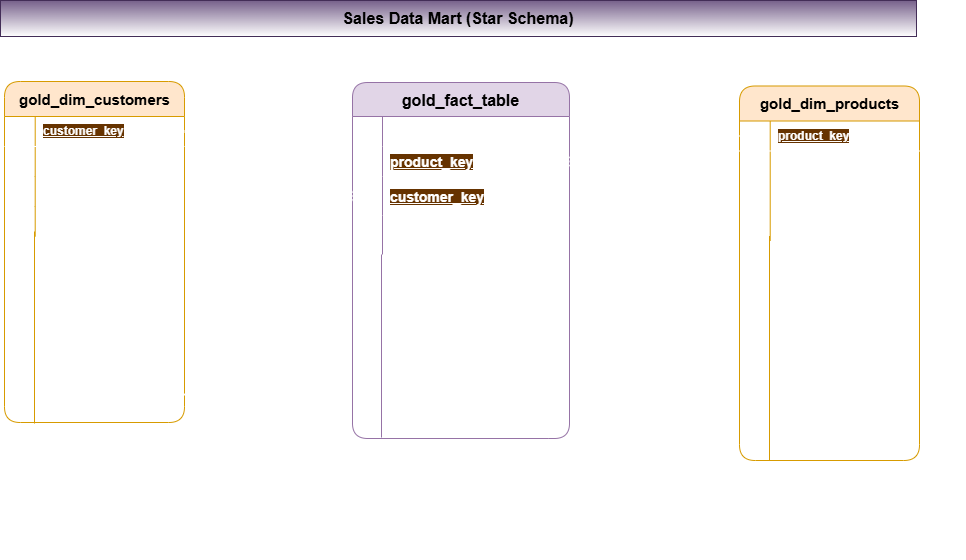 Sales Data Mart (Star Schema)
gold_dim_customers
customer_key
gold_fact_table
product_key
customer_key
gold_dim_products
product_key